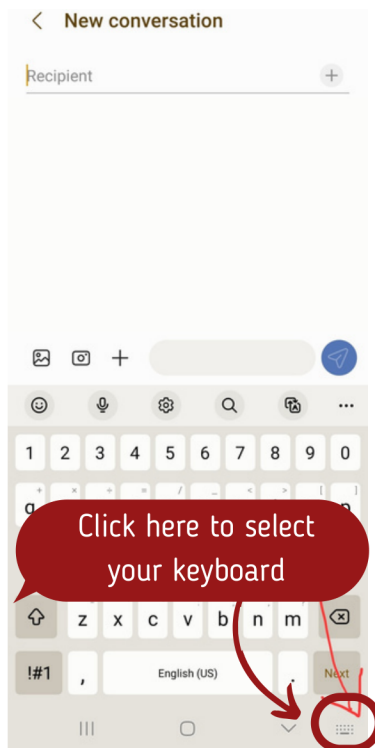 New conversation
Recipient
1 2 3 4 5 6 7 8 9 0
Click here to select
your keyboard
z x c v b n m
!#1 , English (US) . Next